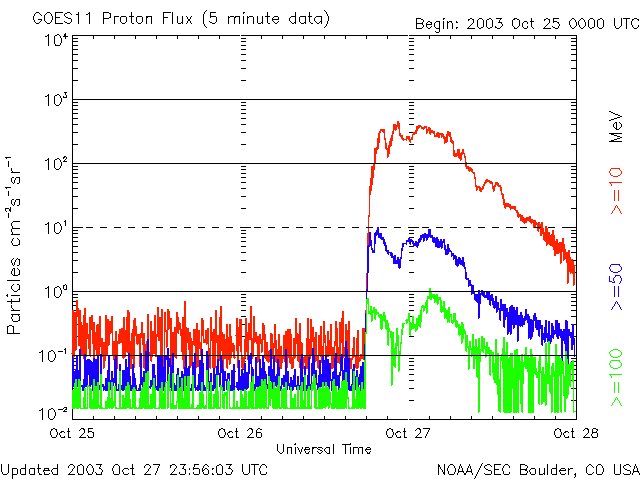 GOES11 Proton Flux (5 minute data)
Begin: 2003 Oct 25 0000 UTC
Particles cm⁻²s⁻¹sr⁻¹
10⁴
10³
10²
10¹
10⁰
10⁻¹
10⁻²
MeV
>=10
>=50
>=100
Oct 25
Oct 26
Oct 27
Oct 28
Universal Time
Updated 2003 Oct 27 23:56:03 UTC
NOAA/SEC Boulder, CO USA